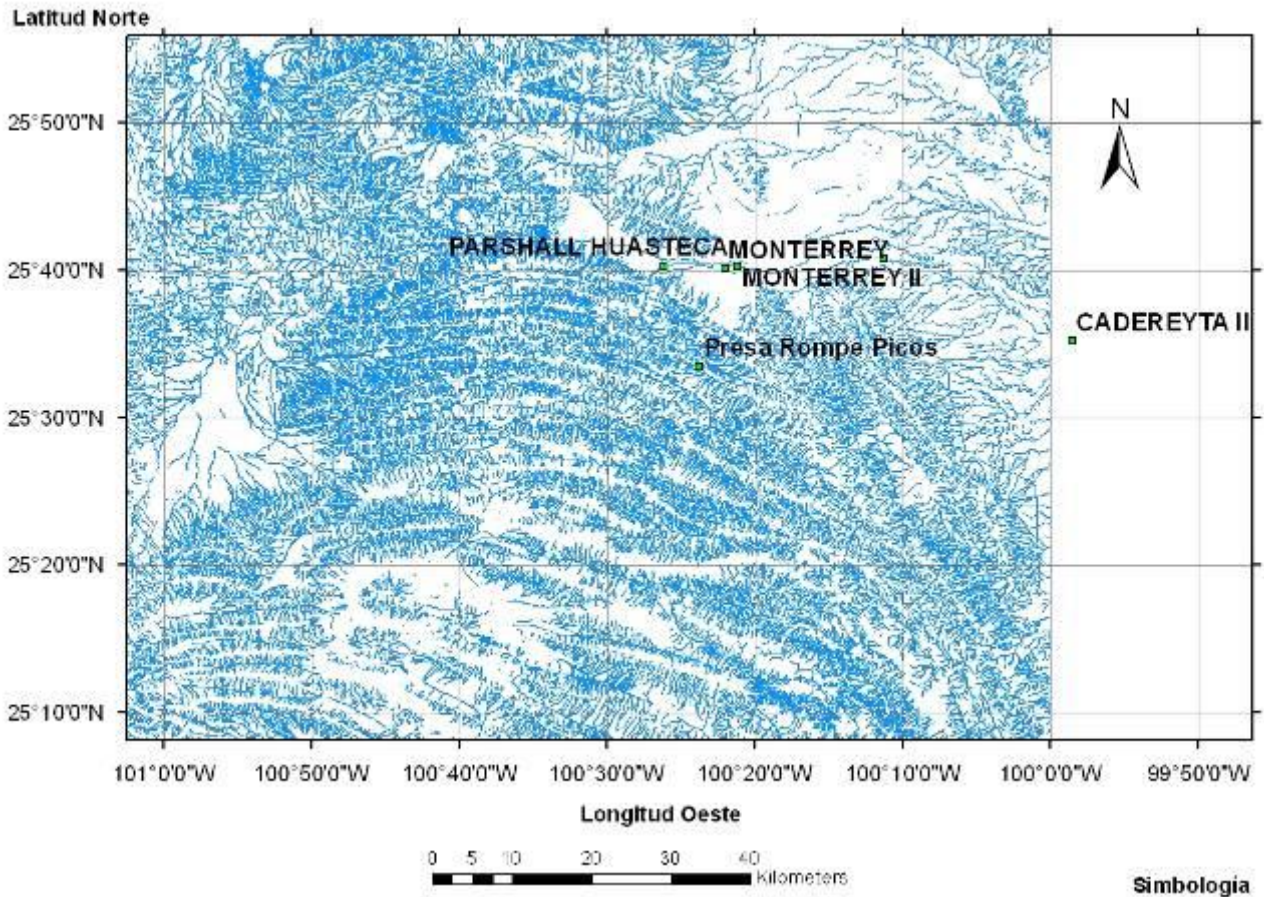 Latitud Norte
N
25°50'0"N
PARSHALL HUASTECA MONTERREY
25°40'0"N
MONTERREY II
CADEREYTA II
Presa Rompe Picos
25°30'0"N
25°20'0"N
25°10'0"N
101°0'0"W 100°50'0"W 100°40'0"W 100°30'0"W 100°20'0"W 100°10'0"W 100°0'0"W 99°50'0"W
Longitud Oeste
0 5 10 20 30 40
Kilometers
Simbología